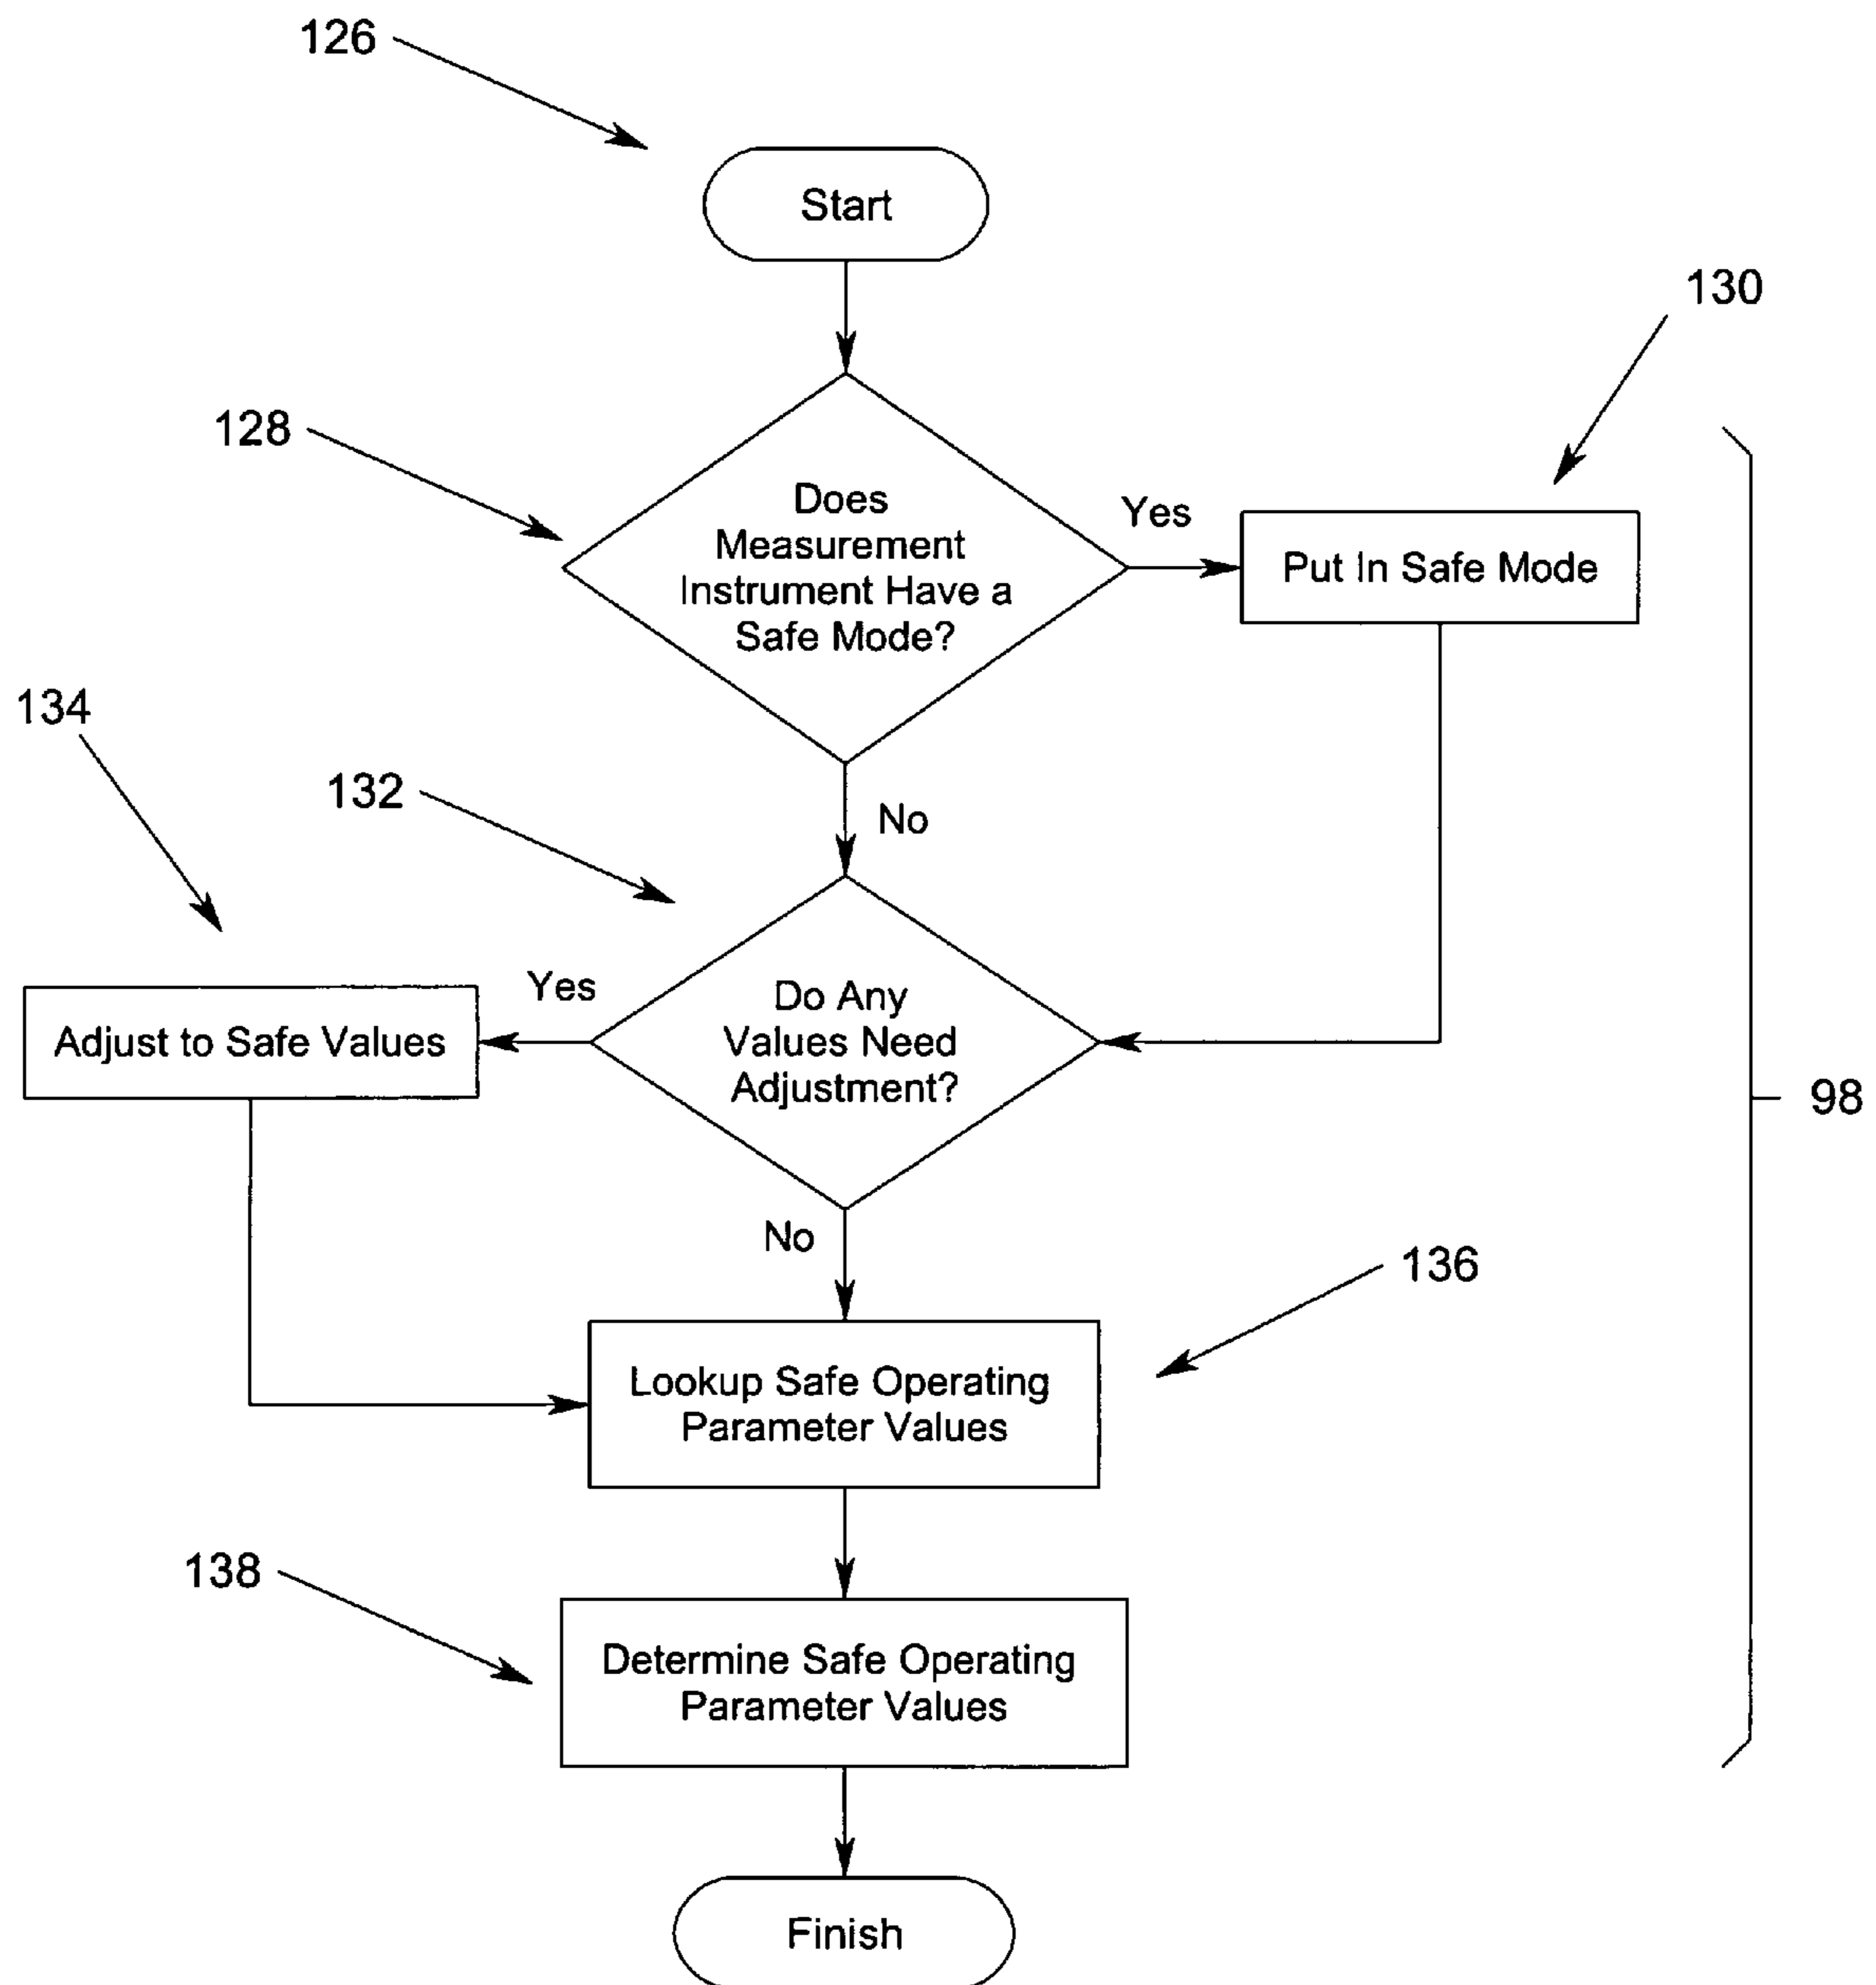 126
Start
130
128
Does
Measurement
Instrument Have a
Safe Mode?
Yes
Put In Safe Mode
134
132
No
Do Any
Values Need
Adjustment?
Yes
Adjust to Safe Values
98
No
136
Lookup Safe Operating
Parameter Values
138
Determine Safe Operating
Parameter Values
Finish